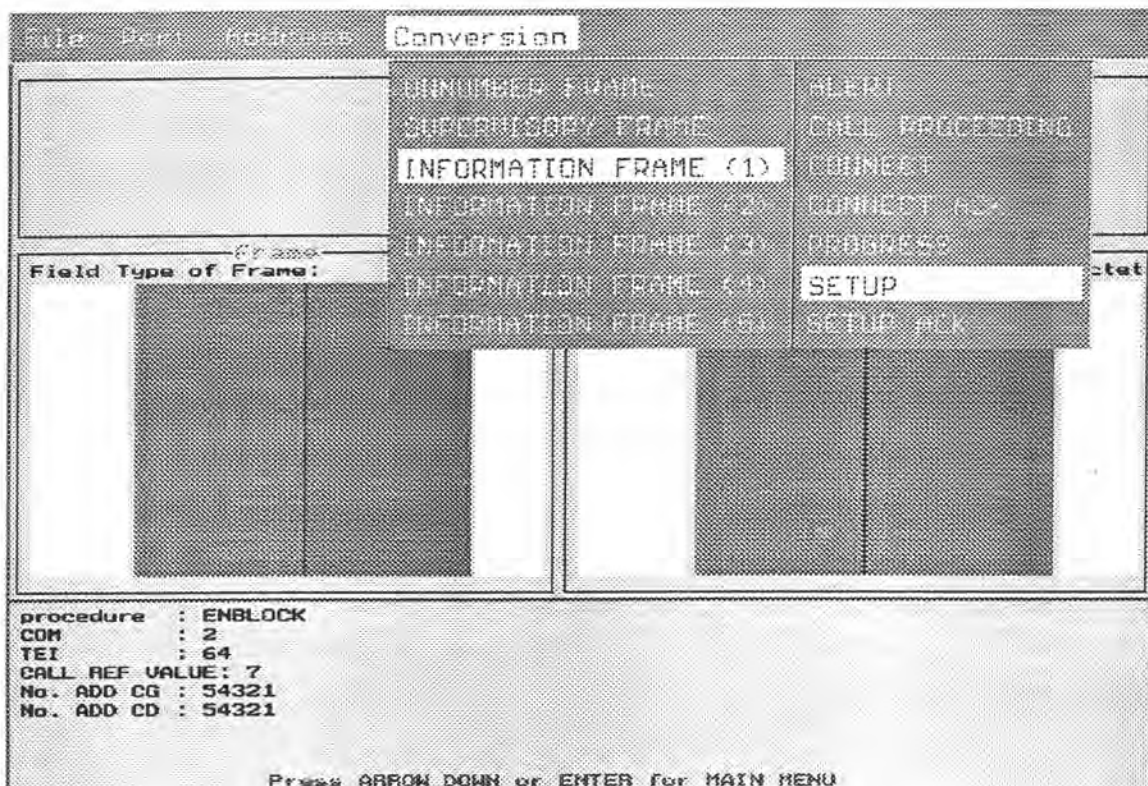 File Port Address Conversion
UNNUMBER FRAME
SUPERVISORY FRAME
INFORMATION FRAME (1)
INFORMATION FRAME (2)
INFORMATION FRAME (3)
INFORMATION FRAME (4)
INFORMATION FRAME (5)
ALERT
CALL PROCEEDING
CONNECT
CONNECT ACK
PROGRESS
SETUP
SETUP ACK
Frame
Field Type of Frame:
ctet
procedure : ENBLOCK
COM : 2
TEI : 64
CALL REF VALUE: 7
No. ADD CG : 54321
No. ADD CD : 54321
Press ARROW DOWN or ENTER for MAIN MENU